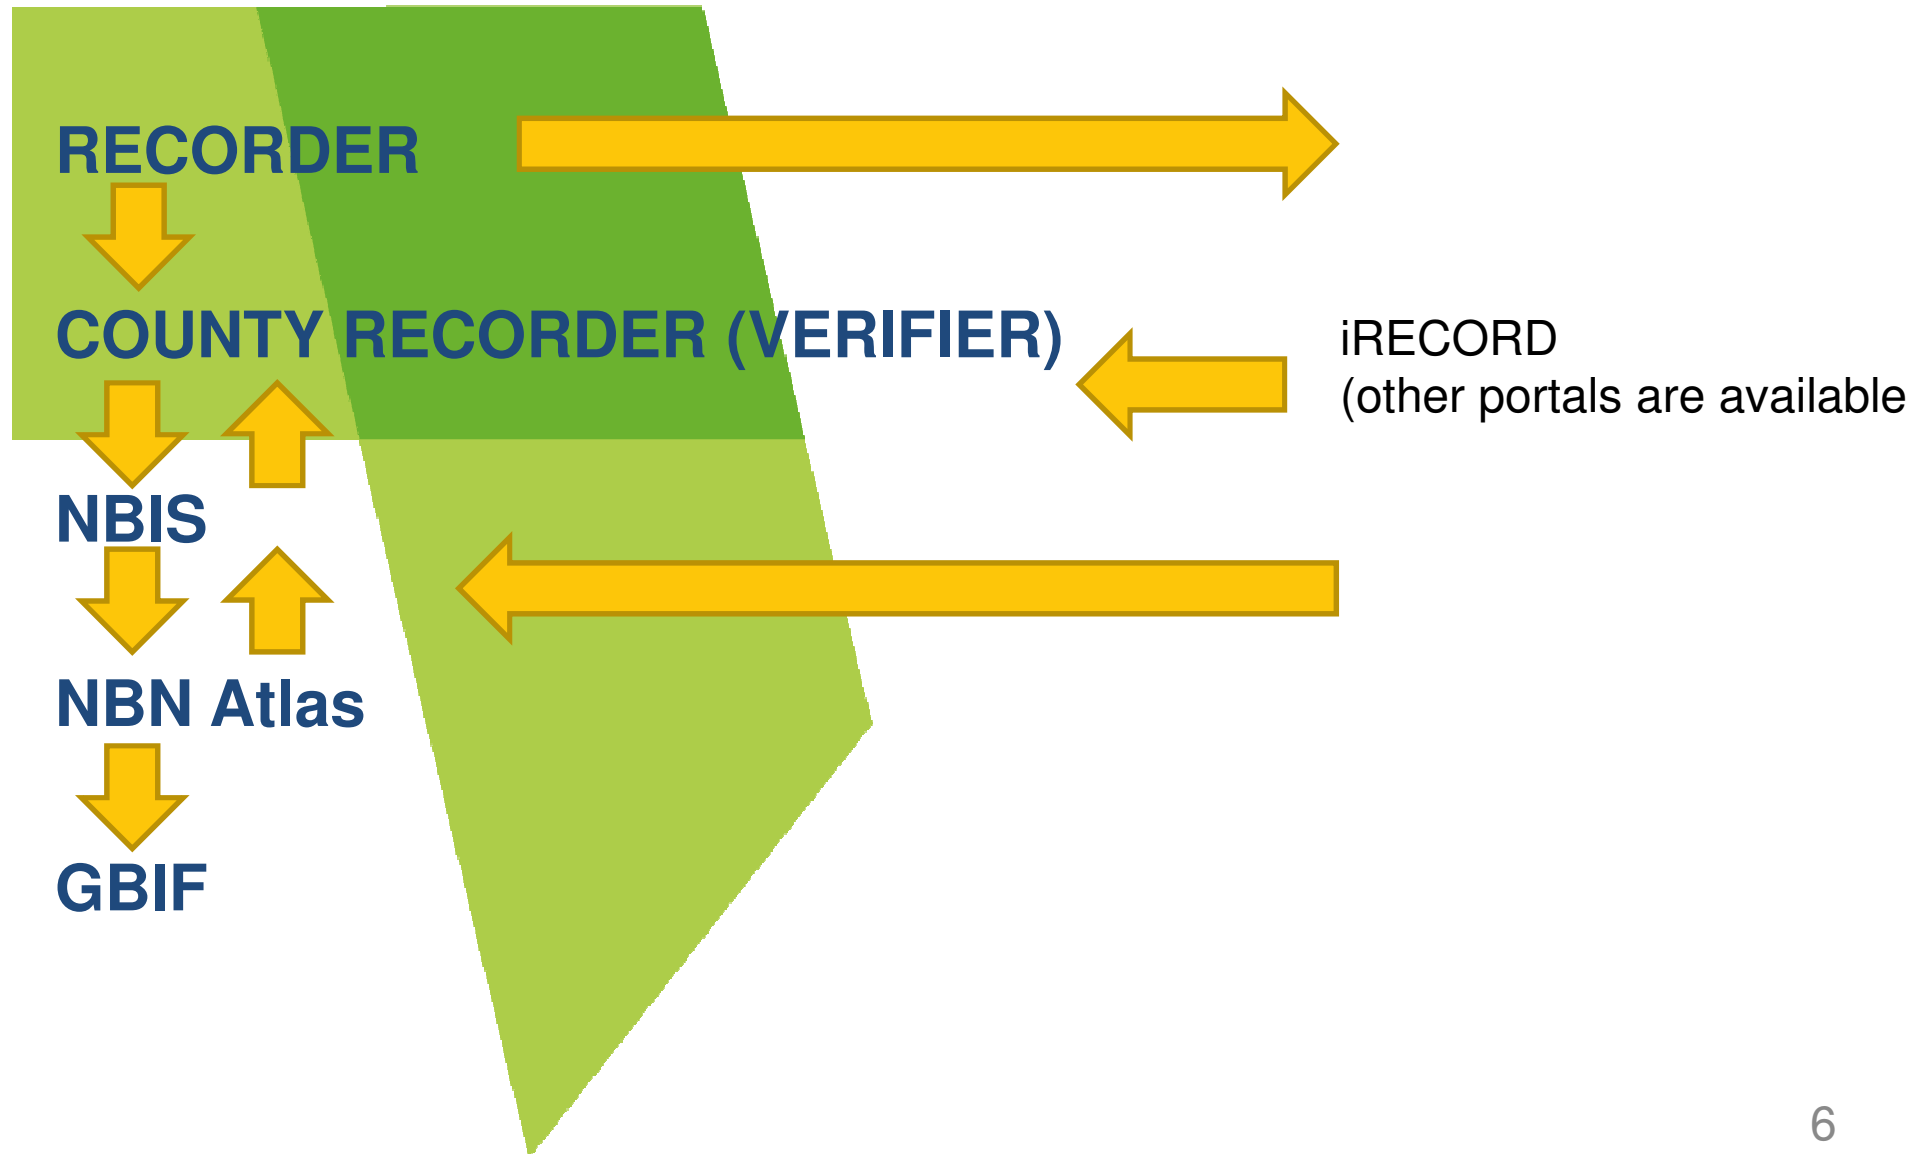 RECORDER
COUNTY RECORDER (VERIFIER)
iRECORD
(other portals are available
NBIS
NBN Atlas
GBIF
6